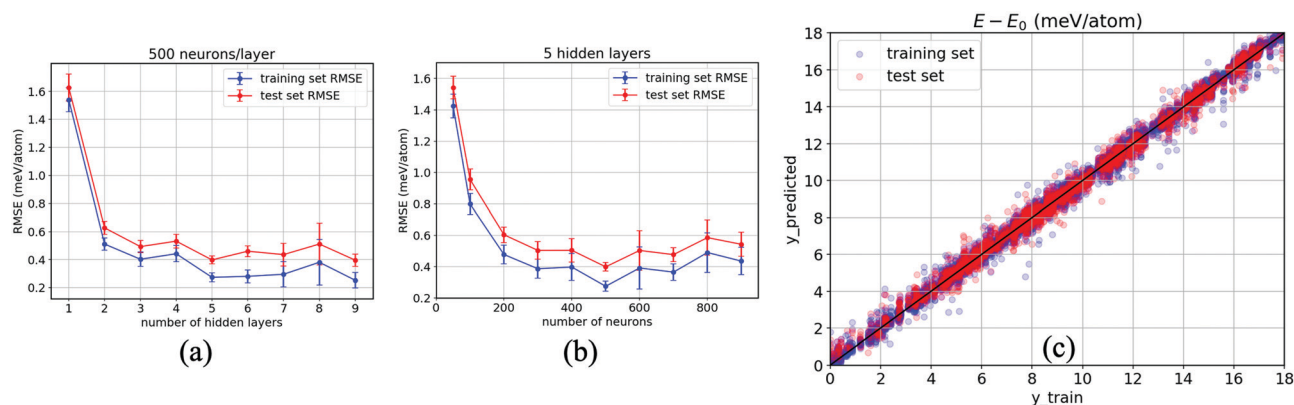 500 neurons/layer
training set RMSE
test set RMSE
RMSE (meV/atom)
1.6
1.4
1.2
1.0
0.8
0.6
0.4
0.2
1 2 3 4 5 6 7 8 9
number of hidden layers
(a)
5 hidden layers
training set RMSE
test set RMSE
RMSE (meV/atom)
1.6
1.4
1.2
1.0
0.8
0.6
0.4
0.2
0 200 400 600 800
number of neurons
(b)
E − E₀ (meV/atom)
training set
test set
y_predicted
18
16
14
12
10
8
6
4
2
0
0 2 4 6 8 10 12 14 16 18
y_train
(c)